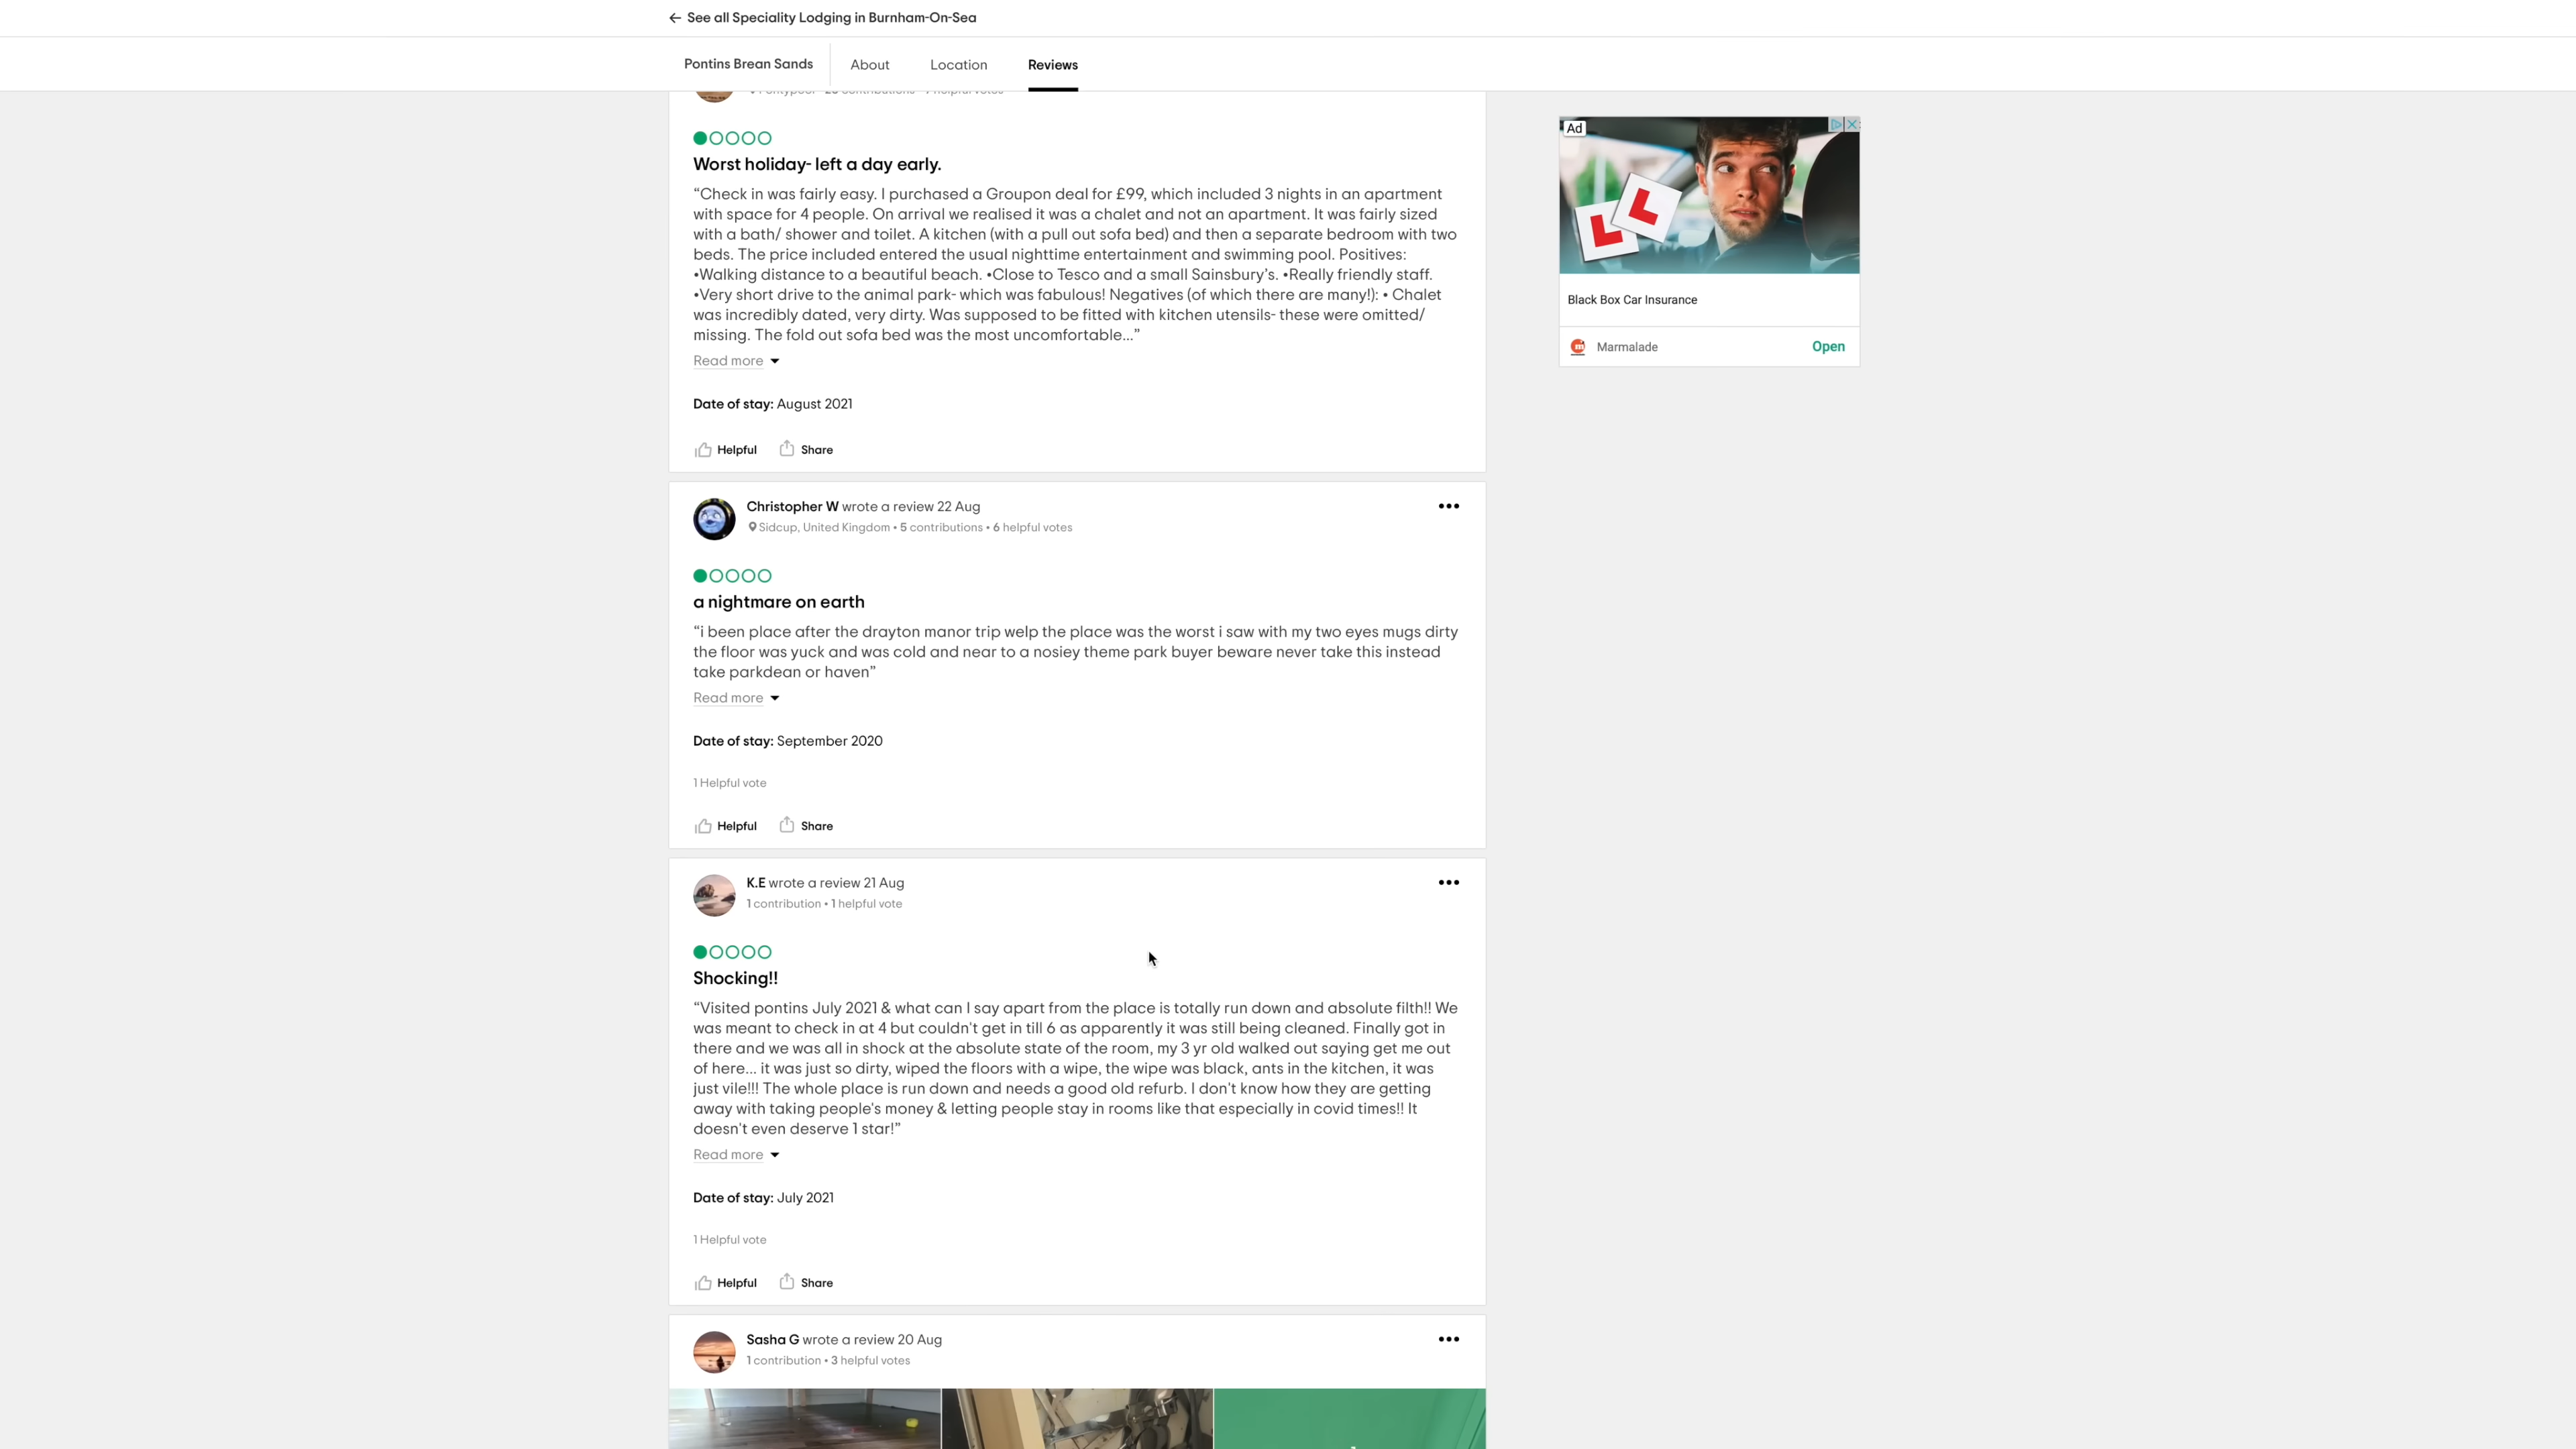 ← See all Speciality Lodging in Burnham-On-Sea
Pontins Brean Sands
About
Location
Reviews
Worst holiday- left a day early.
“Check in was fairly easy. I purchased a Groupon deal for £99, which included 3 nights in an apartment
with space for 4 people. On arrival we realised it was a chalet and not an apartment. It was fairly sized
with a bath/ shower and toilet. A kitchen (with a pull out sofa bed) and then a separate bedroom with two
beds. The price included entered the usual nighttime entertainment and swimming pool. Positives:
•Walking distance to a beautiful beach. •Close to Tesco and a small Sainsbury’s. •Really friendly staff.
•Very short drive to the animal park- which was fabulous! Negatives (of which there are many!): • Chalet
was incredibly dated, very dirty. Was supposed to be fitted with kitchen utensils- these were omitted/
missing. The fold out sofa bed was the most uncomfortable...”
Read more
Date of stay: August 2021
Helpful Share
Christopher W wrote a review 22 Aug
Sidcup, United Kingdom • 5 contributions • 6 helpful votes
a nightmare on earth
“i been place after the drayton manor trip welp the place was the worst i saw with my two eyes mugs dirty
the floor was yuck and was cold and near to a nosiey theme park buyer beware never take this instead
take parkdean or haven”
Read more
Date of stay: September 2020
1 Helpful vote
Helpful Share
K.E wrote a review 21 Aug
1 contribution • 1 helpful vote
Shocking!!
“Visited pontins July 2021 & what can I say apart from the place is totally run down and absolute filth!! We
was meant to check in at 4 but couldn't get in till 6 as apparently it was still being cleaned. Finally got in
there and we was all in shock at the absolute state of the room, my 3 yr old walked out saying get me out
of here... it was just so dirty, wiped the floors with a wipe, the wipe was black, ants in the kitchen, it was
just vile!!! The whole place is run down and needs a good old refurb. I don't know how they are getting
away with taking people's money & letting people stay in rooms like that especially in covid times!! It
doesn't even deserve 1 star!”
Read more
Date of stay: July 2021
1 Helpful vote
Helpful Share
Sasha G wrote a review 20 Aug
1 contribution • 3 helpful votes
Ad
L L
Black Box Car Insurance
m Marmalade
Open